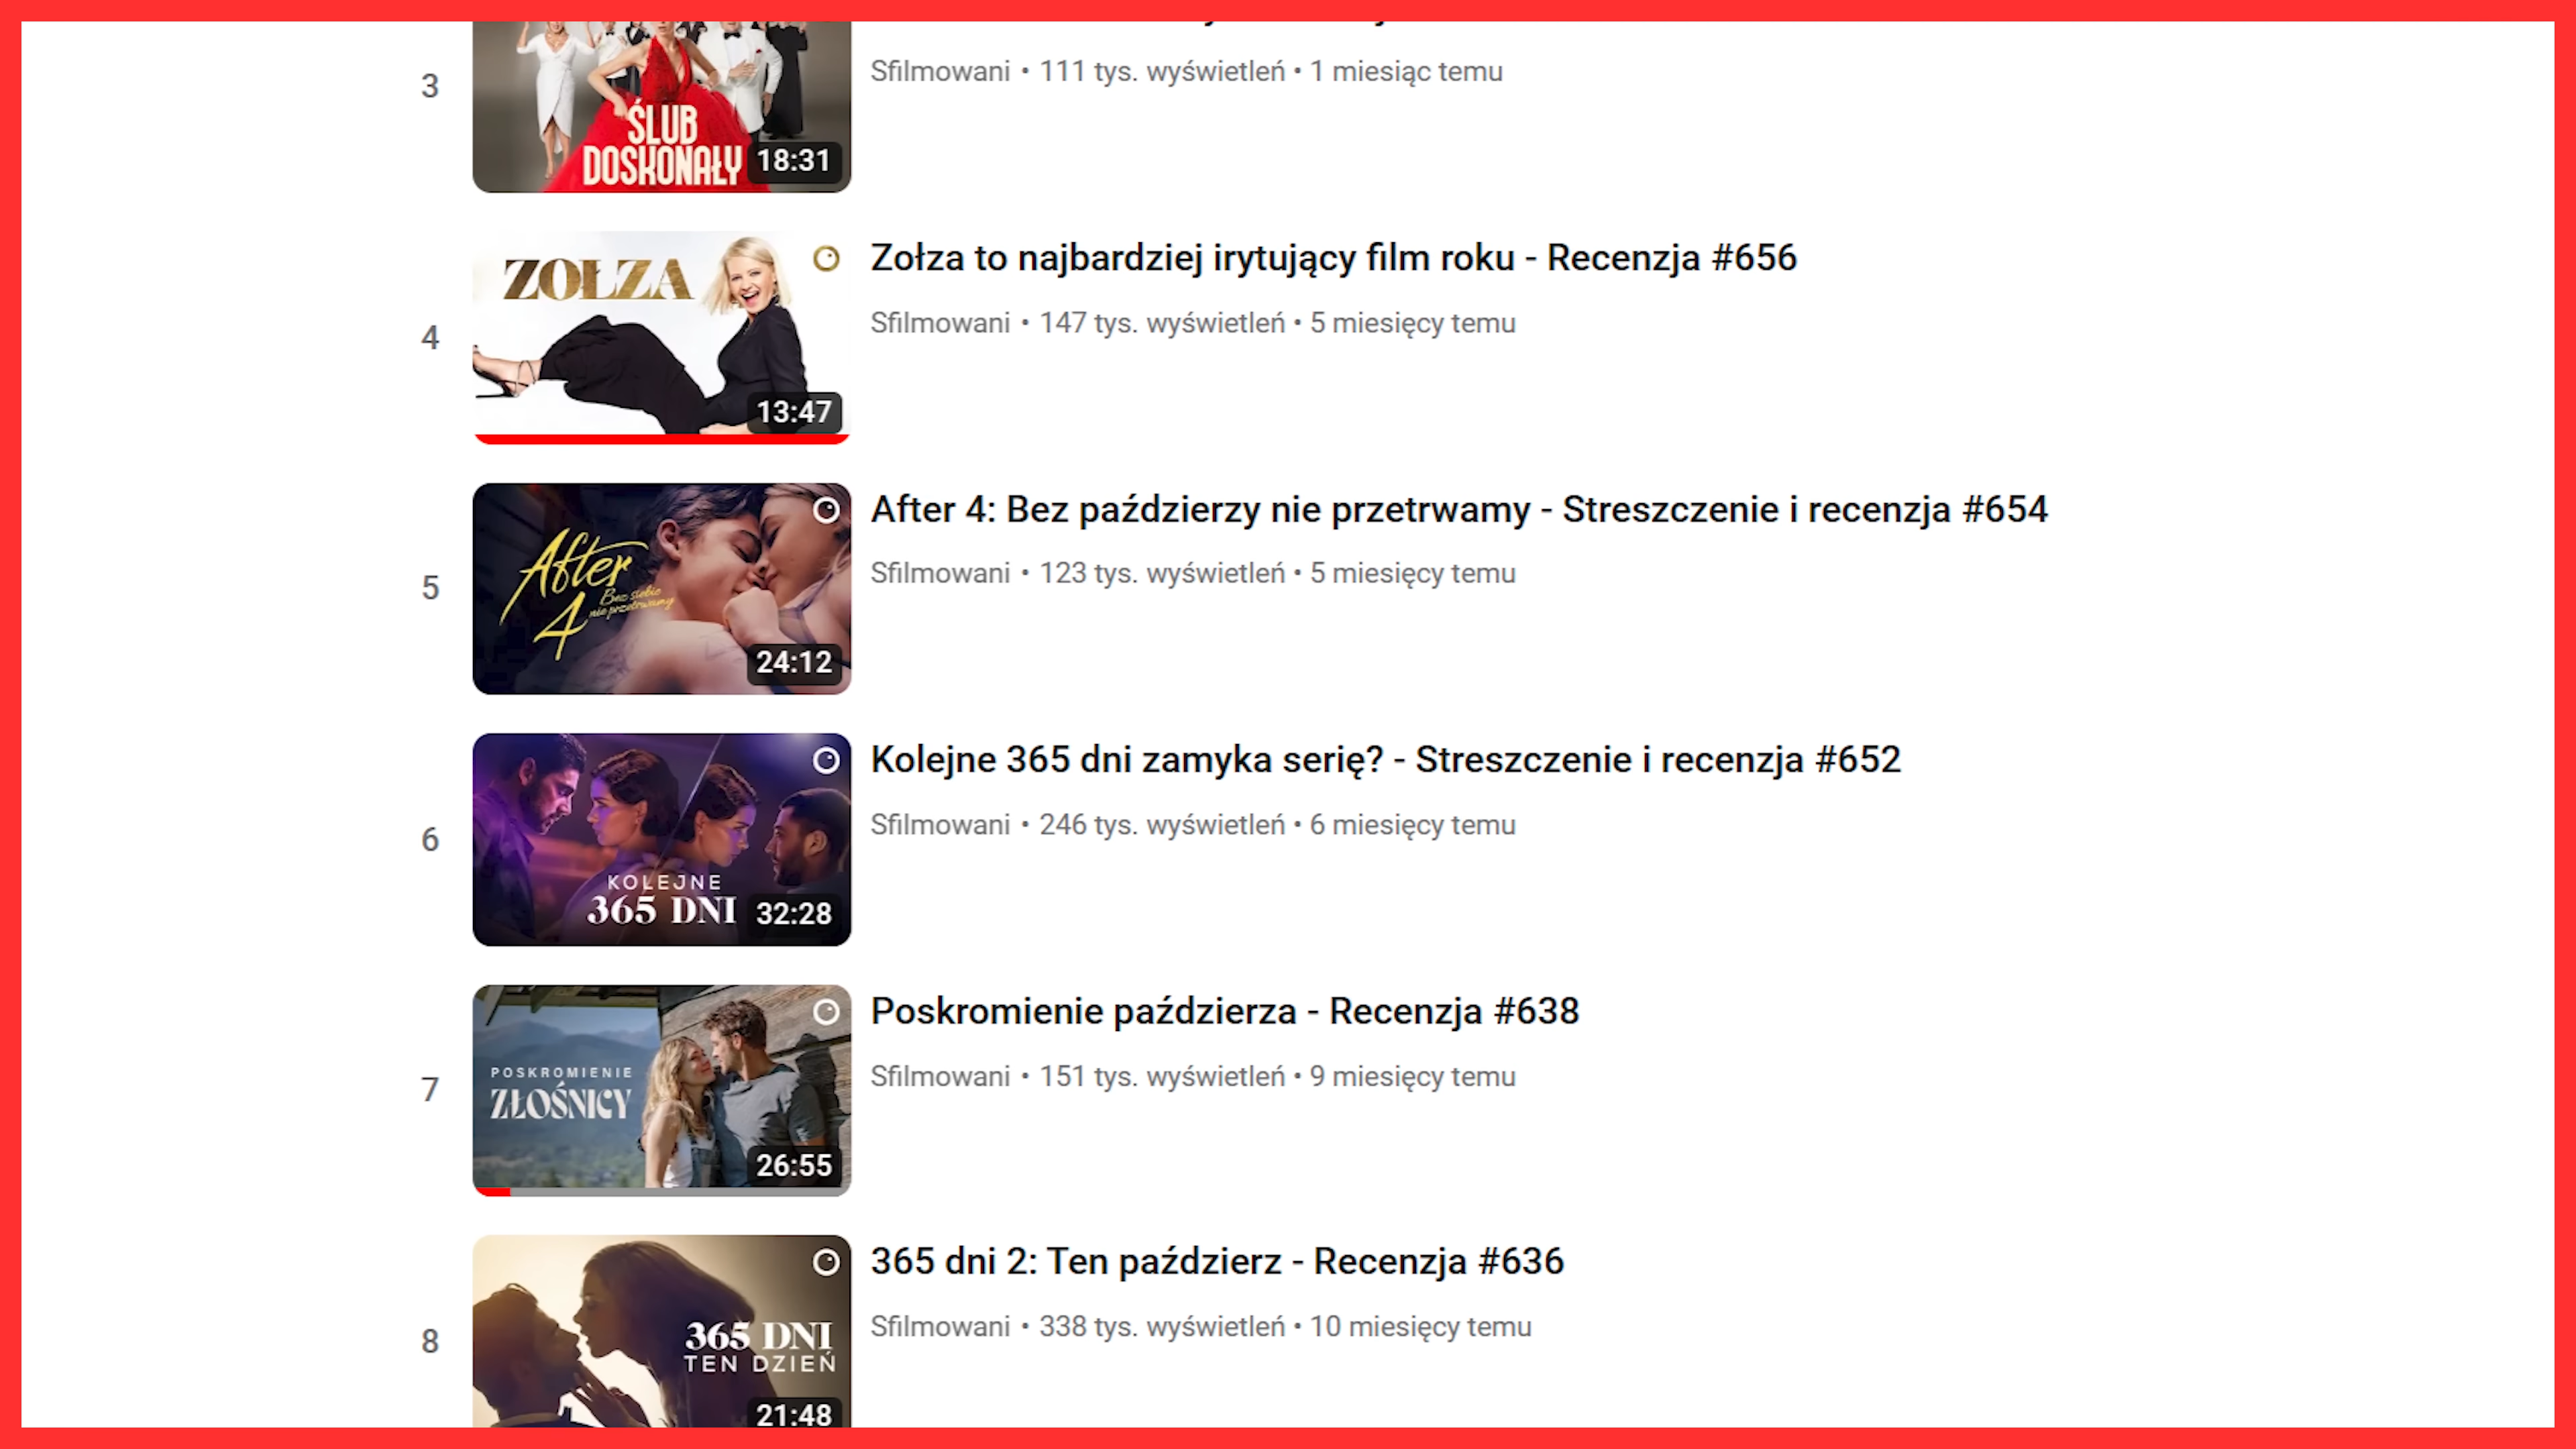 3
ŚLUB
DOSKONAŁY
18:31
Sfilmowani • 111 tys. wyświetleń • 1 miesiąc temu
4
ZOŁZA
13:47
Zołza to najbardziej irytujący film roku - Recenzja #656
Sfilmowani • 147 tys. wyświetleń • 5 miesięcy temu
5
After
4
Bez siebie
nie przetrwamy
24:12
After 4: Bez paździerzy nie przetrwamy - Streszczenie i recenzja #654
Sfilmowani • 123 tys. wyświetleń • 5 miesięcy temu
6
KOLEJNE
365 DNI
32:28
Kolejne 365 dni zamyka serię? - Streszczenie i recenzja #652
Sfilmowani • 246 tys. wyświetleń • 6 miesięcy temu
7
POSKROMIENIE
ZŁOŚNICY
26:55
Poskromienie paździerza - Recenzja #638
Sfilmowani • 151 tys. wyświetleń • 9 miesięcy temu
8
365 DNI
TEN DZIEŃ
21:48
365 dni 2: Ten paździerz - Recenzja #636
Sfilmowani • 338 tys. wyświetleń • 10 miesięcy temu